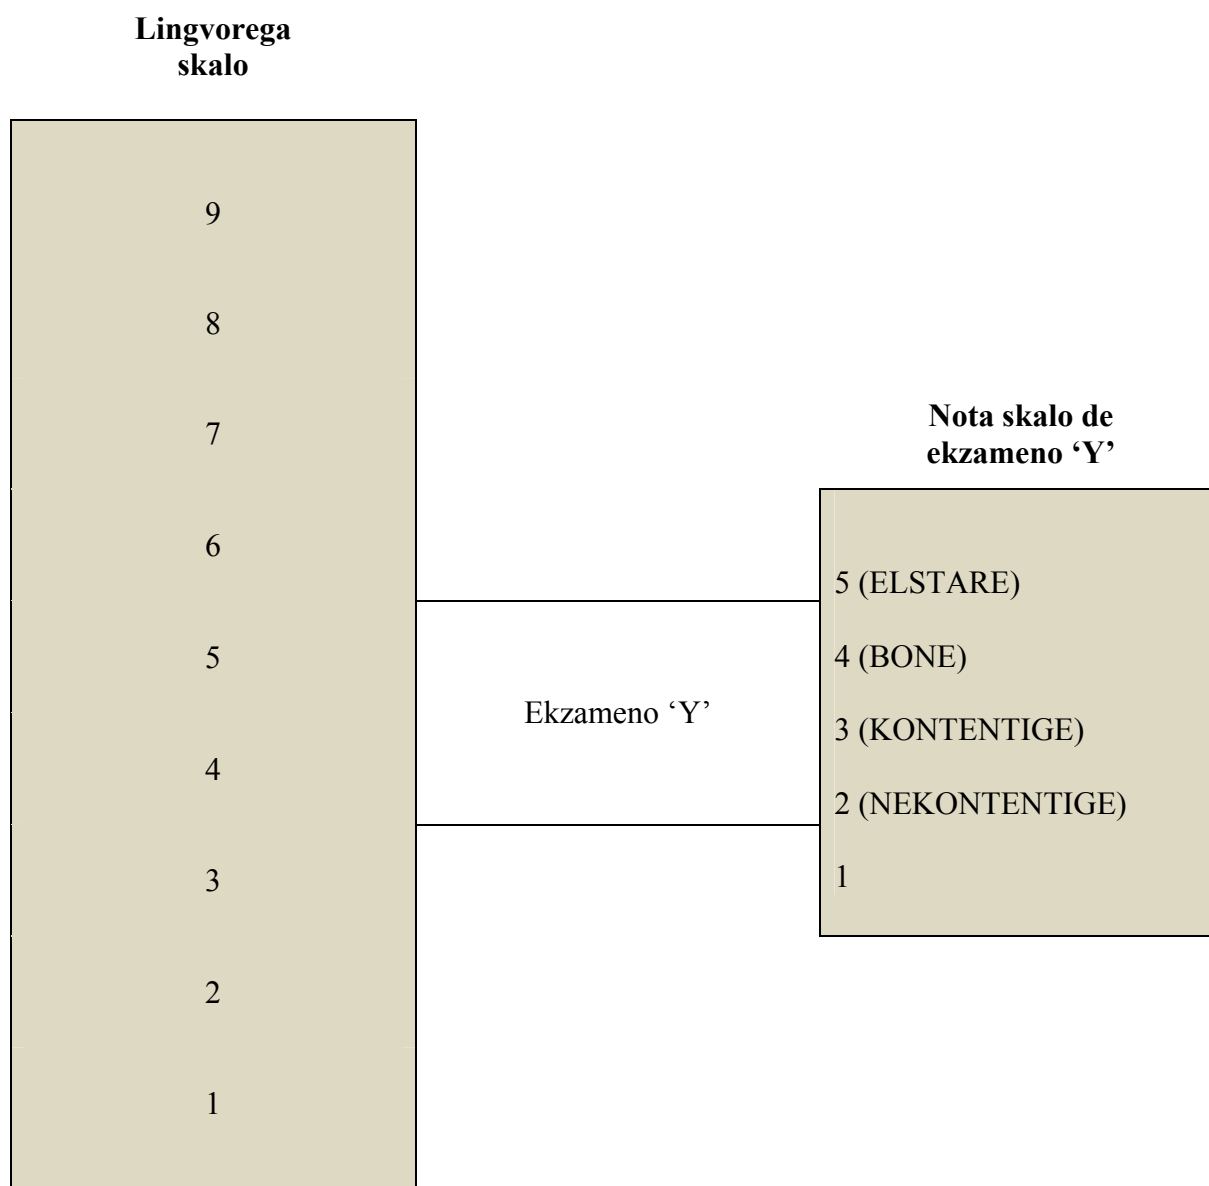 Lingvorega
skalo
9
8
7
6
5
4
3
2
1
Ekzameno ‘Y’
Nota skalo de
ekzameno ‘Y’
5 (ELSTARE)
4 (BONE)
3 (KONTENTIGE)
2 (NEKONTENTIGE)
1